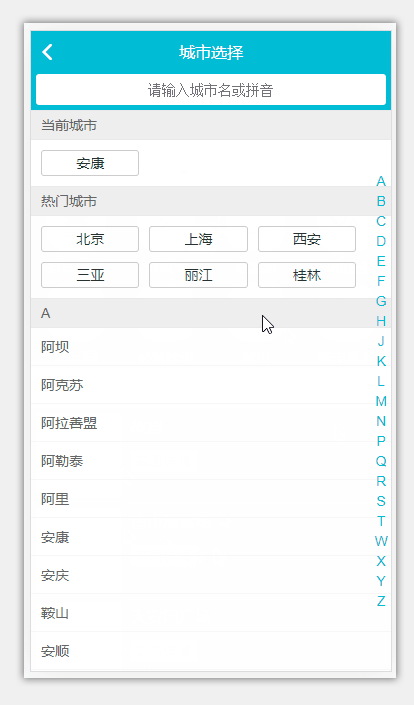 城市选择
请输入城市名或拼音
当前城市
安康
热门城市
北京 上海 西安
三亚 丽江 桂林
A
阿坝
阿克苏
阿拉善盟
阿勒泰
阿里
安康
安庆
鞍山
安顺
A
B
C
D
E
F
G
H
J
K
L
M
N
P
Q
R
S
T
W
X
Y
Z